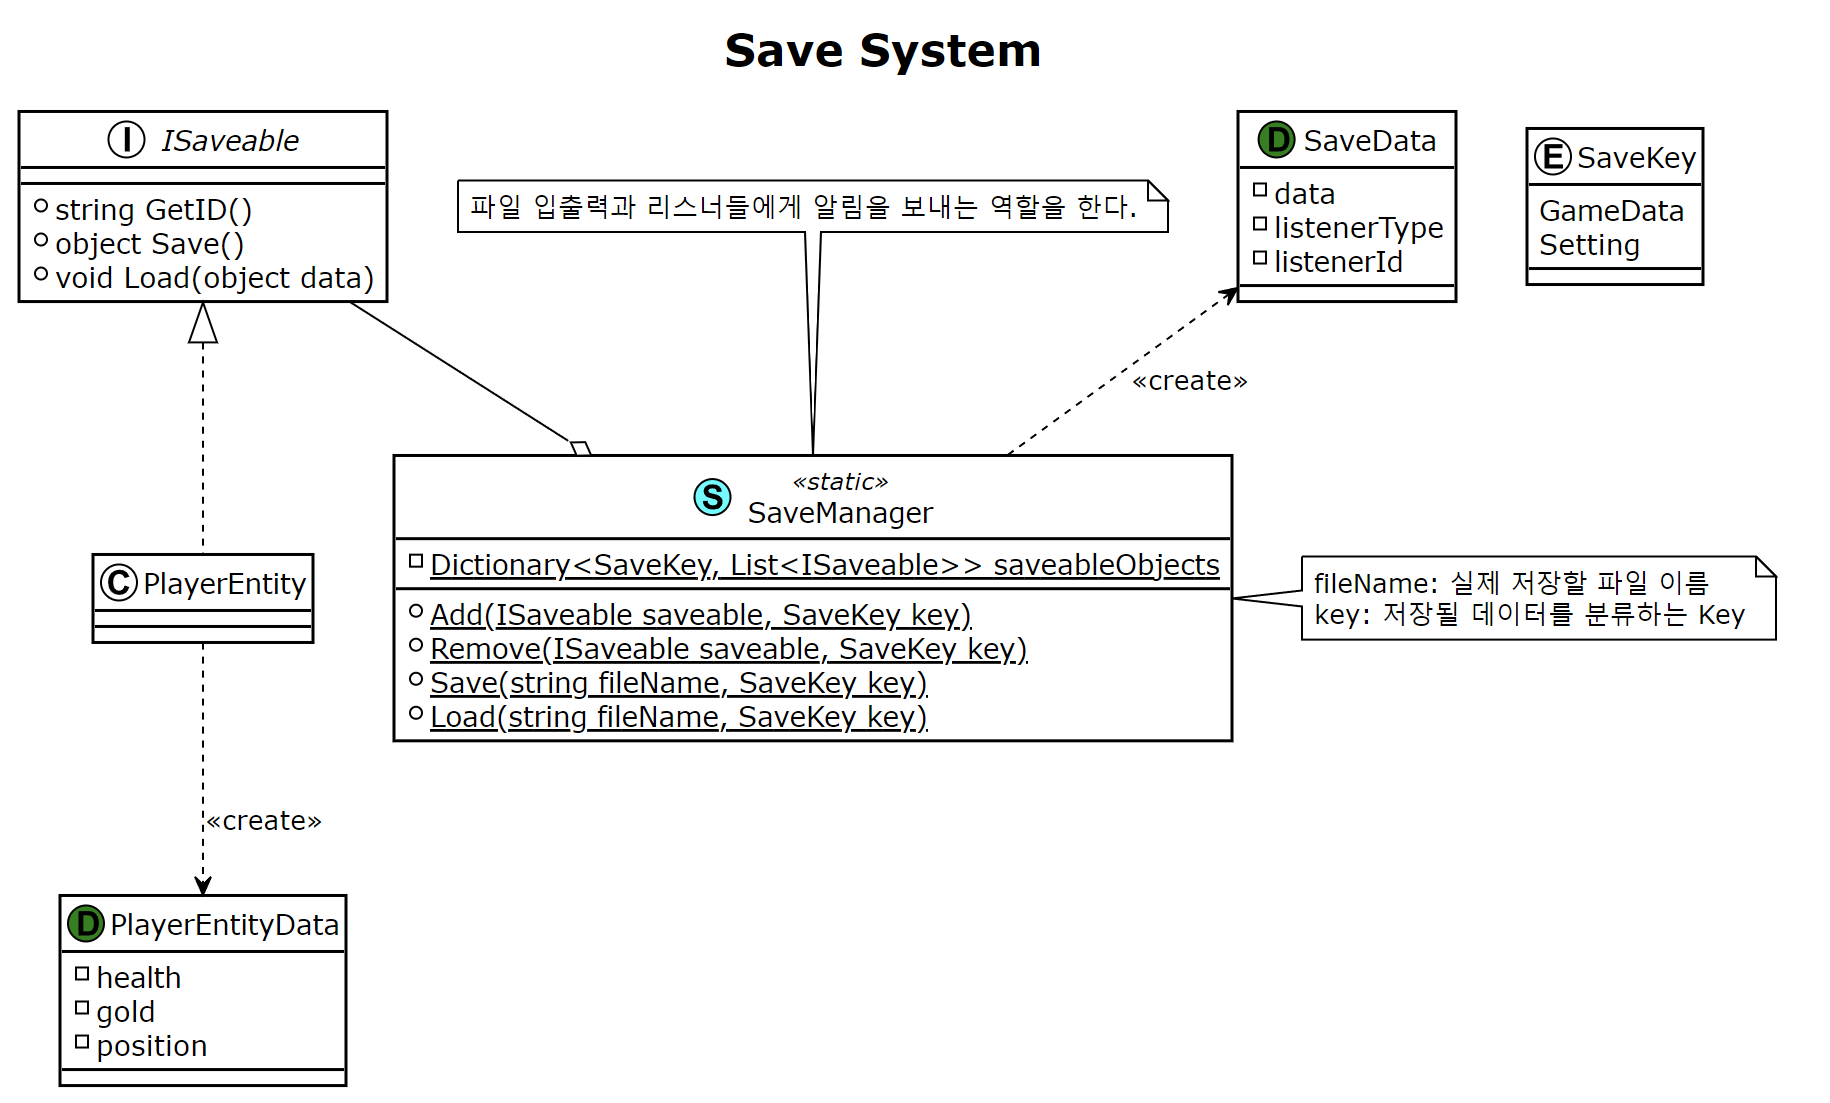 Save System
I ISaveable
string GetID()
object Save()
void Load(object data)
파일 입출력과 리스너들에게 알림을 보내는 역할을 한다.
D SaveData
data
listenerType
listenerId
E SaveKey
GameData
Setting
«create»
«static»
S SaveManager
Dictionary<SaveKey, List<ISaveable>> saveableObjects
Add(ISaveable saveable, SaveKey key)
Remove(ISaveable saveable, SaveKey key)
Save(string fileName, SaveKey key)
Load(string fileName, SaveKey key)
fileName: 실제 저장할 파일 이름
key: 저장될 데이터를 분류하는 Key
C PlayerEntity
«create»
D PlayerEntityData
health
gold
position